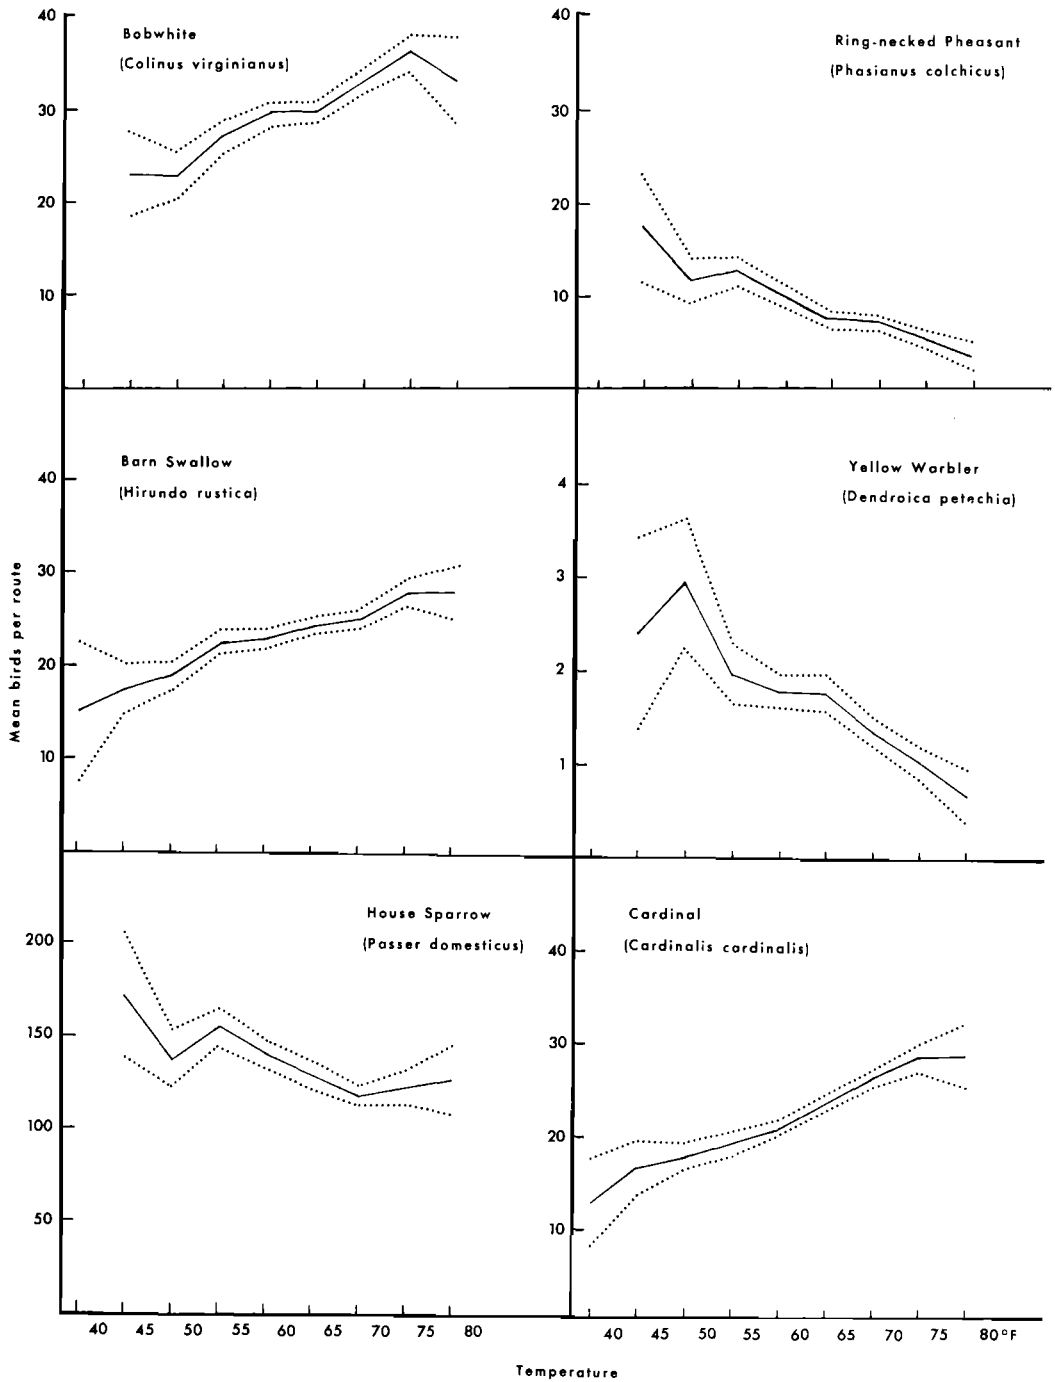 40
30
20
10
Bobwhite
(Colinus virginianus)
40
30
20
10
Ring-necked Pheasant
(Phasianus colchicus)
Mean birds per route
40
30
20
10
Barn Swallow
(Hirundo rustica)
4
3
2
1
Yellow Warbler
(Dendroica petechia)
200
150
100
50
House Sparrow
(Passer domesticus)
40
30
20
10
Cardinal
(Cardinalis cardinalis)
40 45 50 55 60 65 70 75 80
40 45 50 55 60 65 70 75 80°F
Temperature